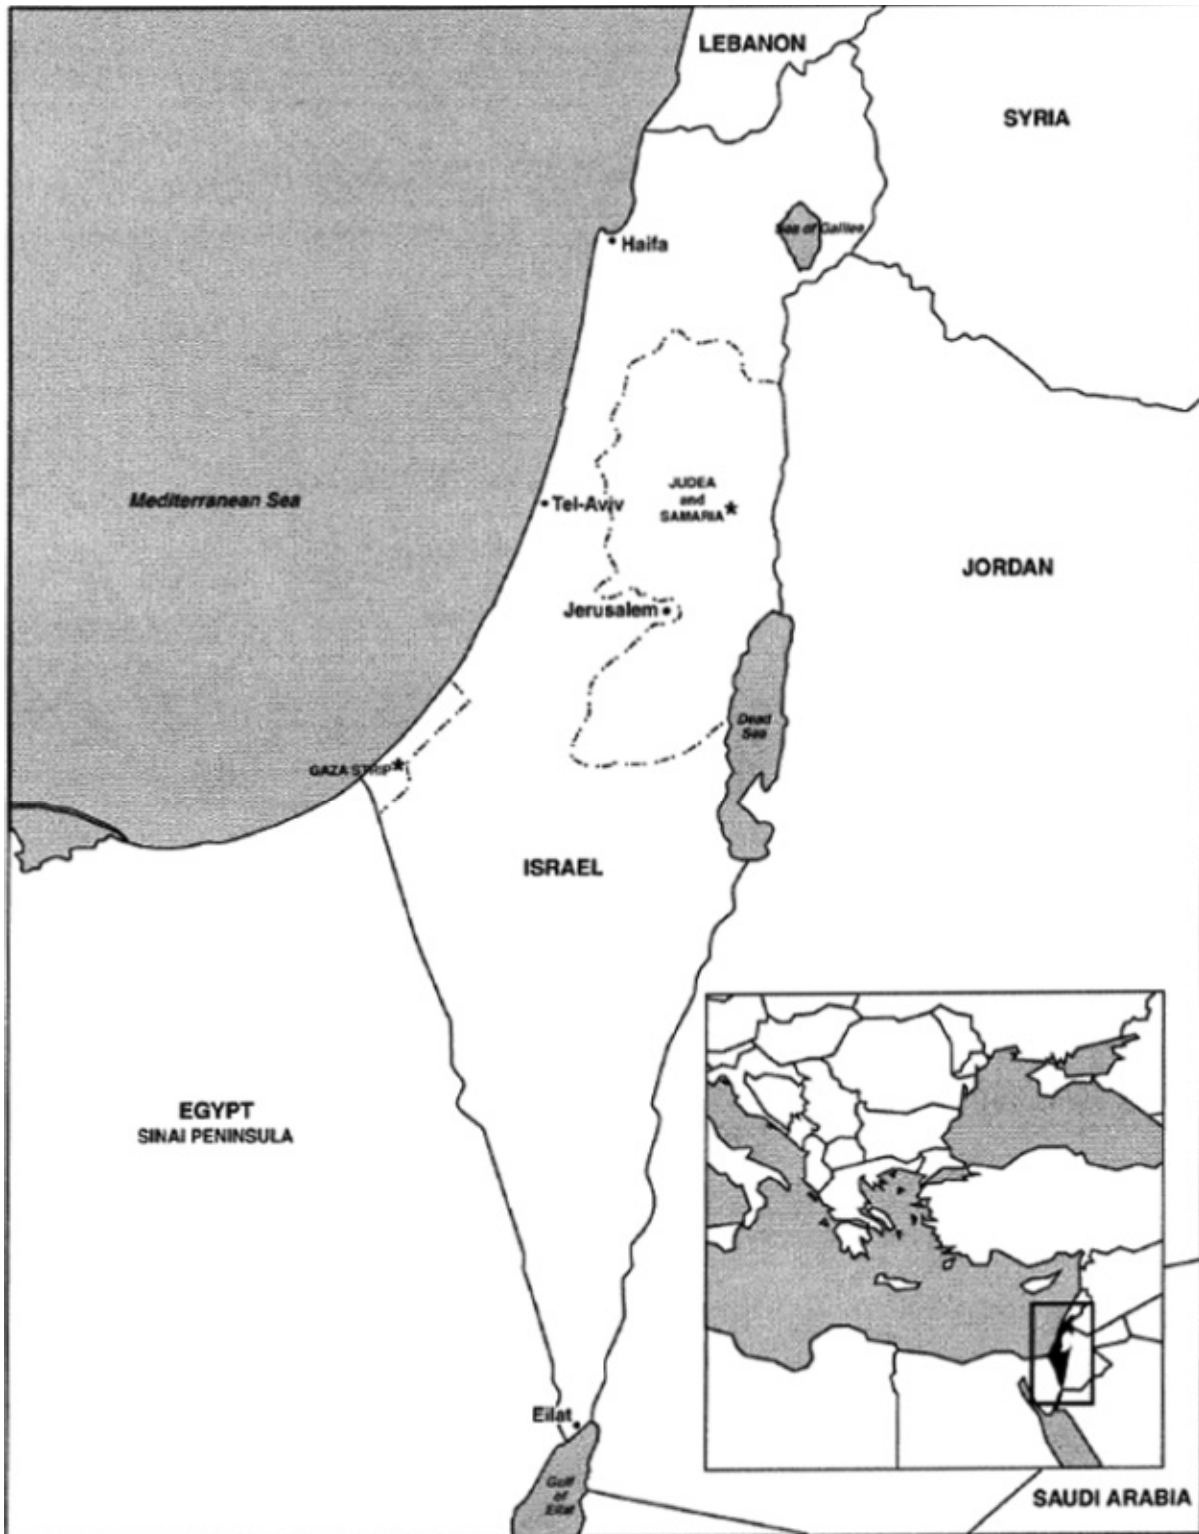 LEBANON
SYRIA
Sea of Galilee
Haifa
Mediterranean Sea
Tel-Aviv
JUDEA
and
SAMARIA*
JORDAN
Jerusalem
Dead
Sea
GAZA STRIP*
ISRAEL
EGYPT
SINAI PENINSULA
Eilat
Gulf
of
Eilat
SAUDI ARABIA